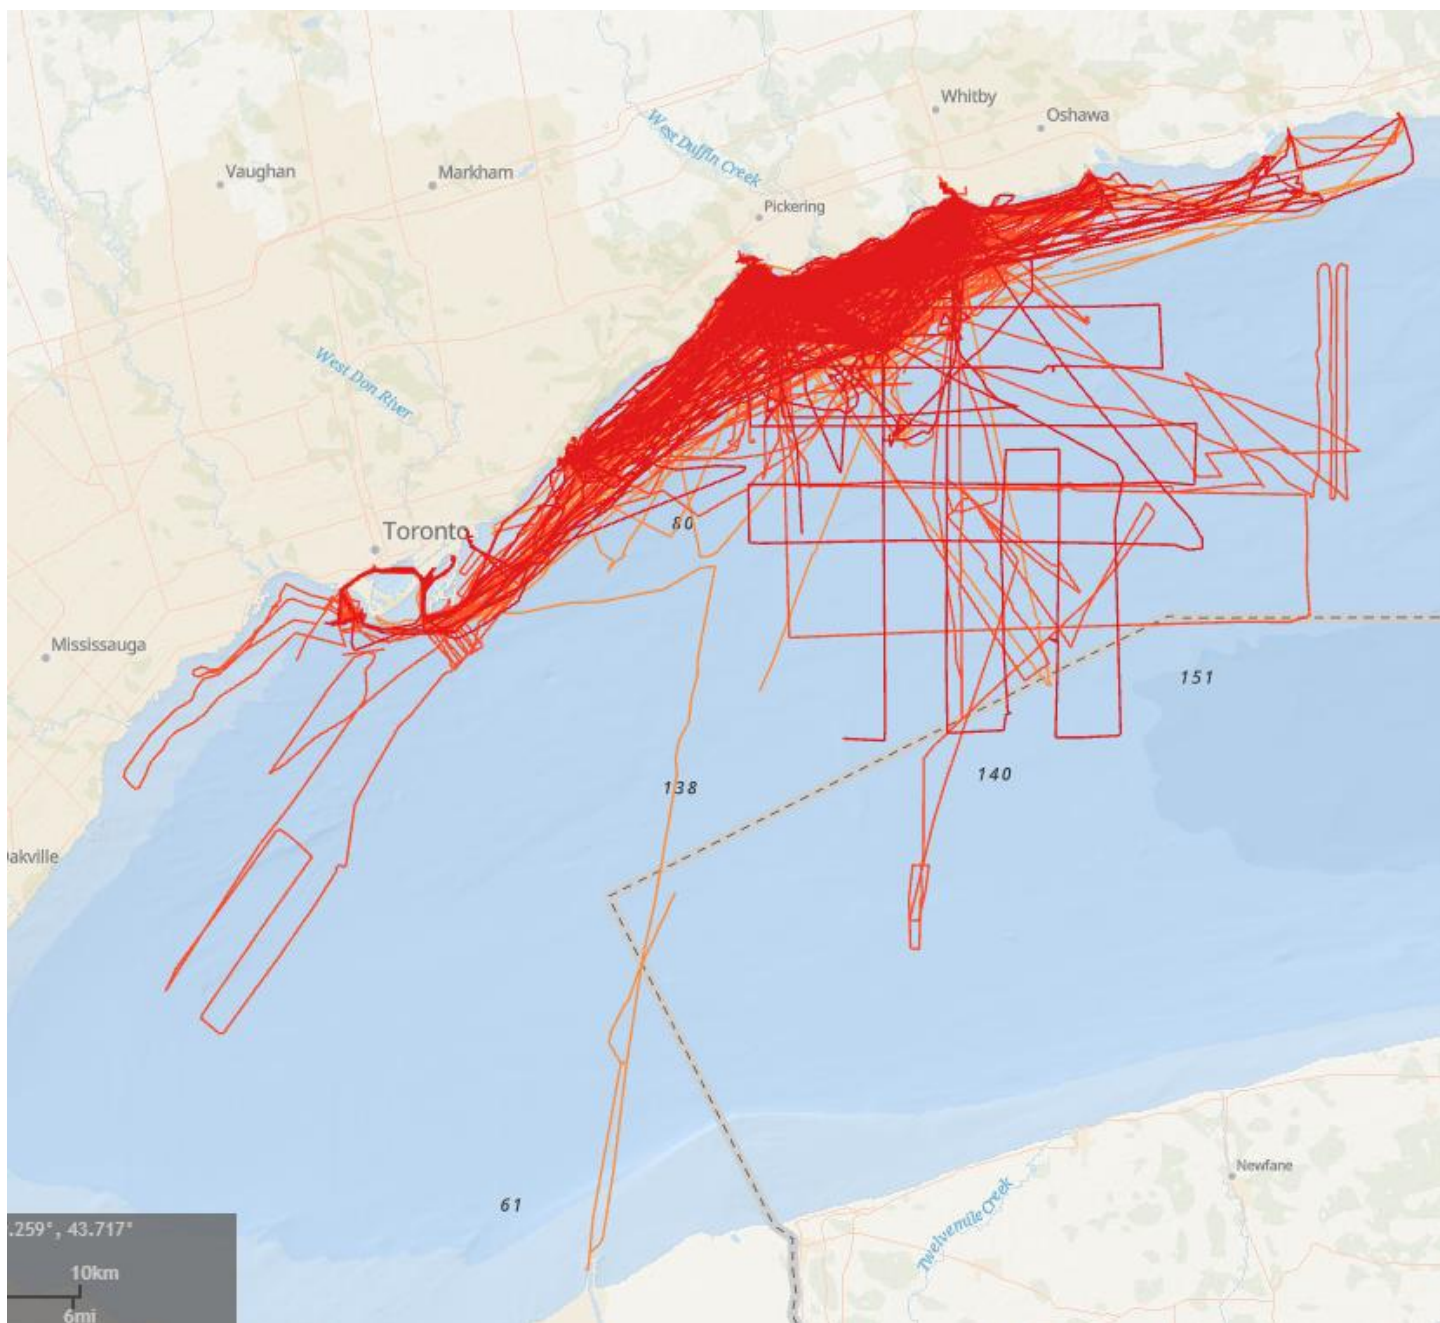 Whitby
Oshawa
West Duffin Creek
Vaughan
Markham
Pickering
West Don River
80
Toronto
Mississauga
151
140
138
akville
Newfane
61
Twelvemile Creek
.259°, 43.717°
10km
6mi